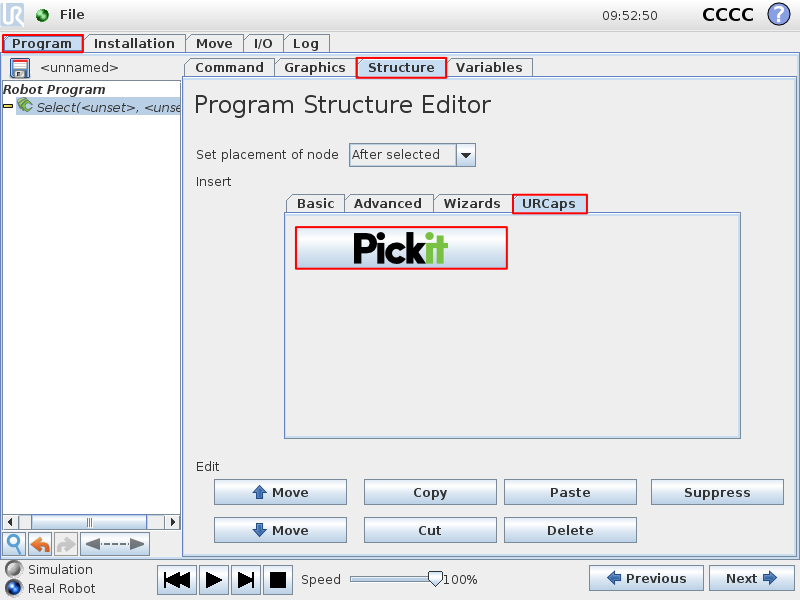 UR File 09:52:50 CCCC ?
Program Installation Move I/O Log
<unnamed> Command Graphics Structure Variables
Robot Program
Select(<unset>, <unse
Program Structure Editor
Set placement of node After selected
Insert
Basic Advanced Wizards URCaps
Pickit
Edit
Move Copy Paste Suppress
Move Cut Delete
Simulation
Real Robot
Speed 100% Previous Next